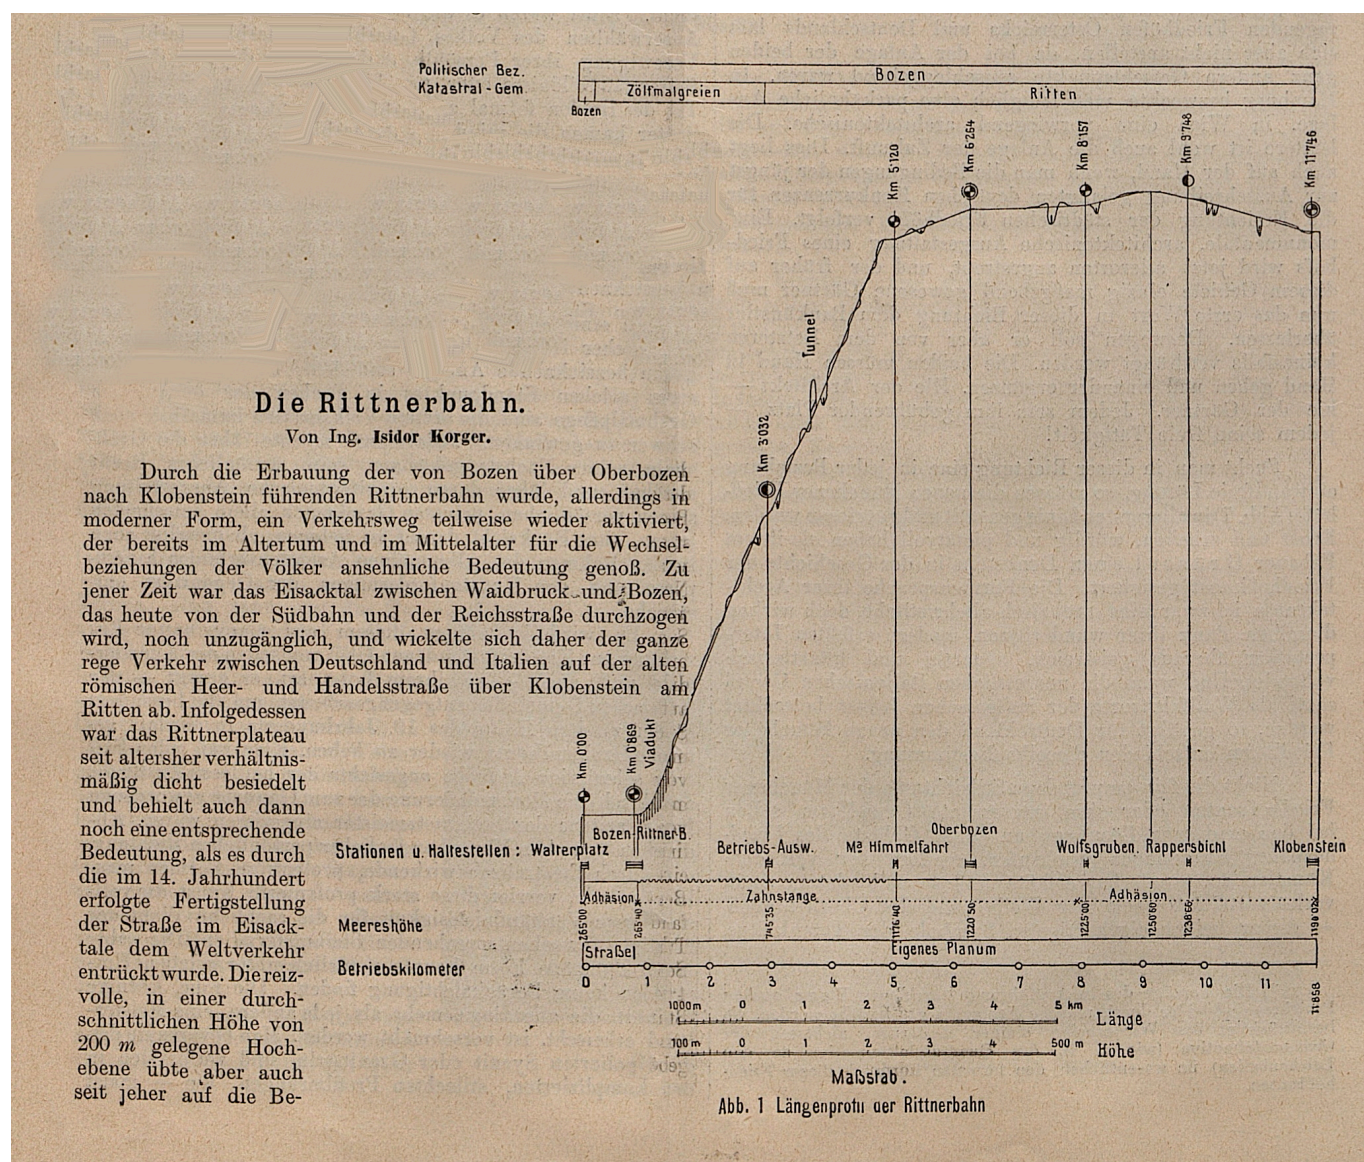 Politischer Bez.
Bozen
Katastral-Gem
Zölfmalgreien
Ritten
Bozen
Km 0'00
Km 0'869
Viadukt
Km 3'032
Tunnel
Km 5'120
Km 6'264
Km 8'157
Km 9'748
Km 11'746
Die Rittnerbahn.
Von Ing. Isidor Korger.
Durch die Erbauung der von Bozen über Oberbozen
nach Klobenstein führenden Rittnerbahn wurde, allerdings in
moderner Form, ein Verkehrsweg teilweise wieder aktiviert,
der bereits im Altertum und im Mittelalter für die Wechsel-
beziehungen der Völker ansehnliche Bedeutung genoß. Zu
jener Zeit war das Eisacktal zwischen Waidbruck und Bozen,
das heute von der Südbahn und der Reichsstraße durchzogen
wird, noch unzugänglich, und wickelte sich daher der ganze
rege Verkehr zwischen Deutschland und Italien auf der alten
römischen Heer- und Handelsstraße über Klobenstein am
Ritten ab. Infolgedessen
war das Rittnerplateau
seit altersher verhältnis-
mäßig dicht besiedelt
und behielt auch dann
noch eine entsprechende
Bedeutung, als es durch
die im 14. Jahrhundert
erfolgte Fertigstellung
der Straße im Eisack-
tale dem Weltverkehr
entrückt wurde. Die reiz-
volle, in einer durch-
schnittlichen Höhe von
200 m gelegene Hoch-
ebene übte aber auch
seit jeher auf die Be-
Bozen Rittner B.
Oberbozen
Stationen u. Haltestellen: Walterplatz
Betriebs-Ausw.
Ma Himmelfahrt
Wolfsgruben
Rappersbichl
Klobenstein
Adhäsion
Zahnstange
Adhäsion
Meereshöhe
265'00
265'40
745'35
1176'40
1220'50
1225'00
1250'60
1238'66
Straße
Eigenes Planum
Betriebskilometer
0 1 2 3 4 5 6 7 8 9 10 11
11'858
1000m 0 1 2 3 4 5 km
Länge
100 m 0 1 2 3 4 500 m
Höhe
Maßstab.
Abb. 1 Längenprofil der Rittnerbahn